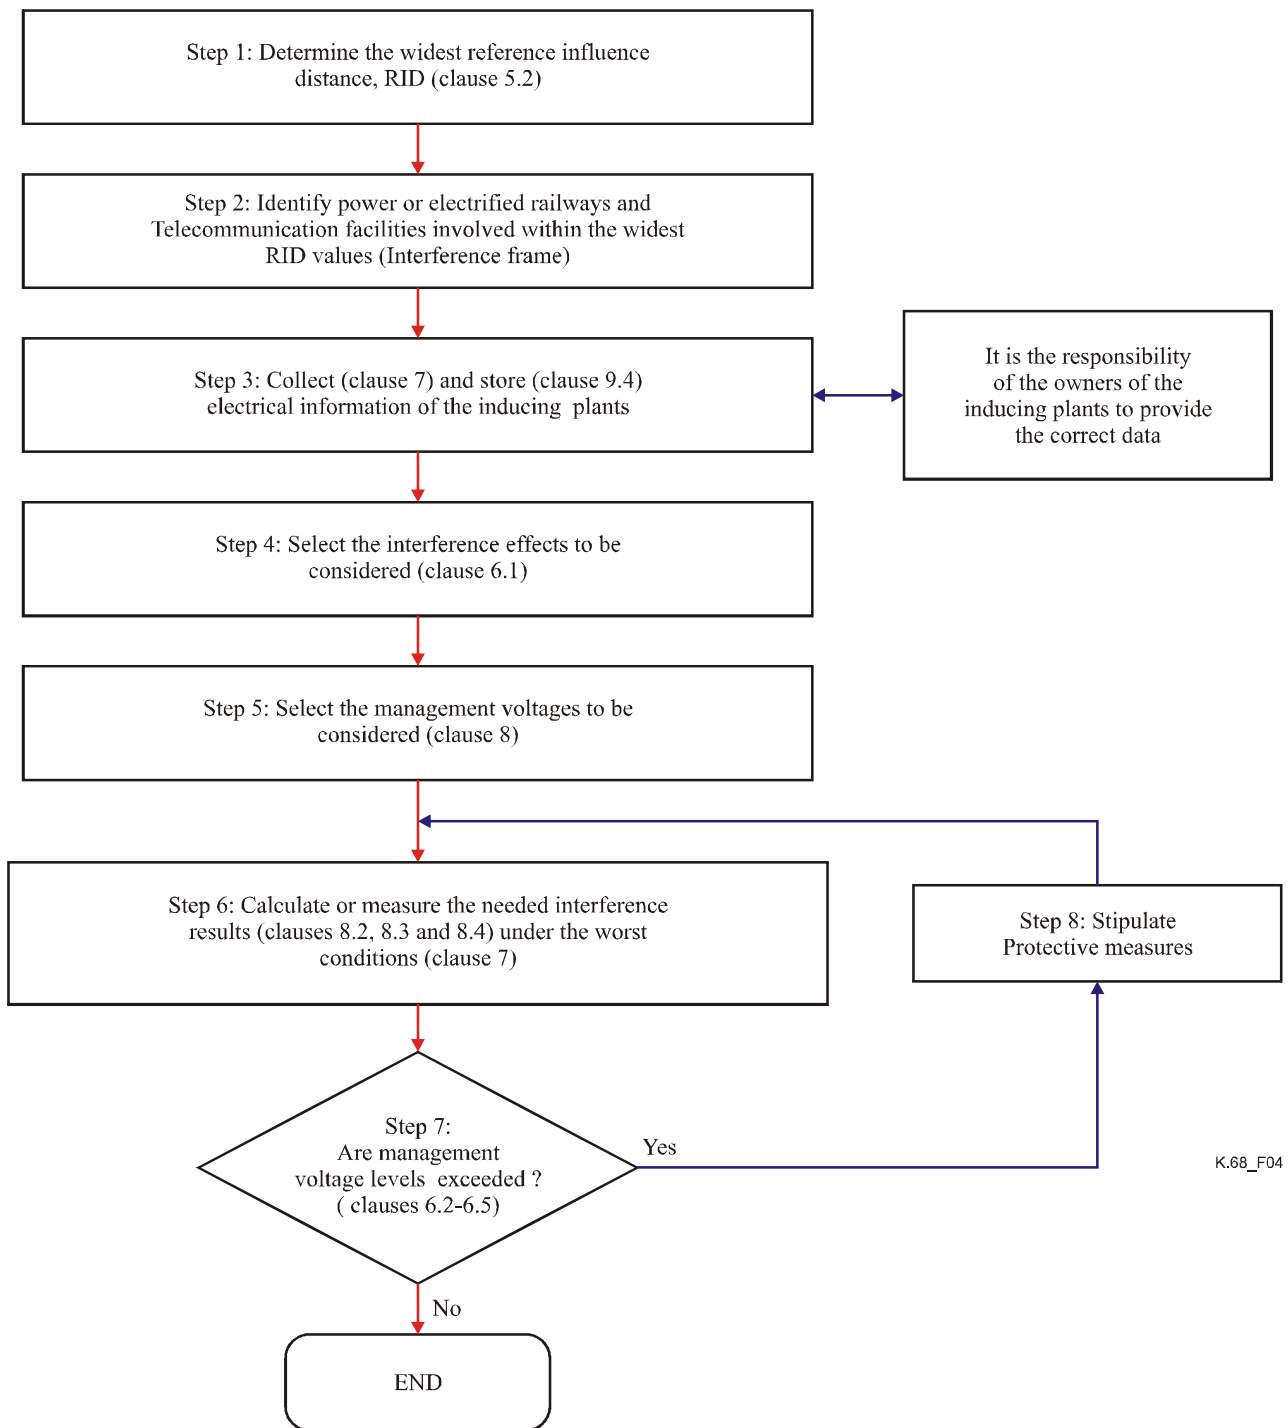 Step 1: Determine the widest reference influence
distance, RID (clause 5.2)
Step 2: Identify power or electrified railways and
Telecommunication facilities involved within the widest
RID values (Interference frame)
Step 3: Collect (clause 7) and store (clause 9.4)
electrical information of the inducing plants
It is the responsibility
of the owners of the
inducing plants to provide
the correct data
Step 4: Select the interference effects to be
considered (clause 6.1)
Step 5: Select the management voltages to be
considered (clause 8)
Step 6: Calculate or measure the needed interference
results (clauses 8.2, 8.3 and 8.4) under the worst
conditions (clause 7)
Step 8: Stipulate
Protective measures
Step 7:
Are management
voltage levels exceeded ?
( clauses 6.2-6.5)
Yes
K.68_F04
No
END